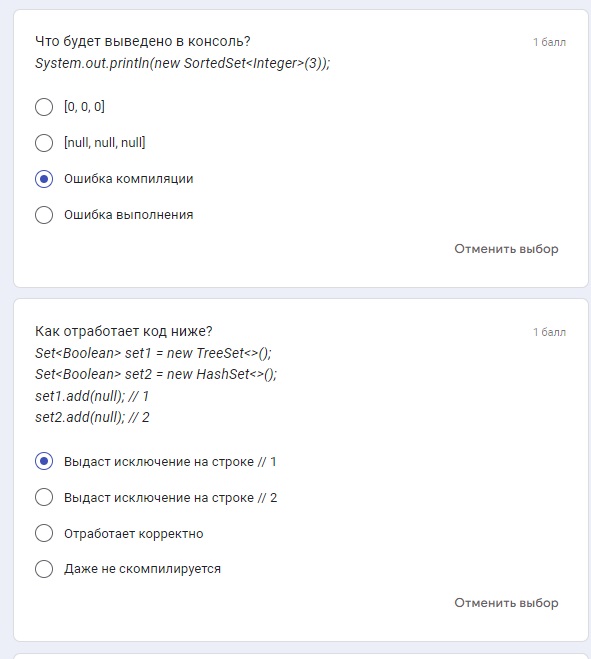 Что будет выведено в консоль?
1 балл
System.out.println(new SortedSet<Integer>(3));
[0, 0, 0]
[null, null, null]
Ошибка компиляции
Ошибка выполнения
Отменить выбор
Как отработает код ниже?
1 балл
Set<Boolean> set1 = new TreeSet<>();
Set<Boolean> set2 = new HashSet<>();
set1.add(null); // 1
set2.add(null); // 2
Выдаст исключение на строке // 1
Выдаст исключение на строке // 2
Отработает корректно
Даже не скомпилируется
Отменить выбор